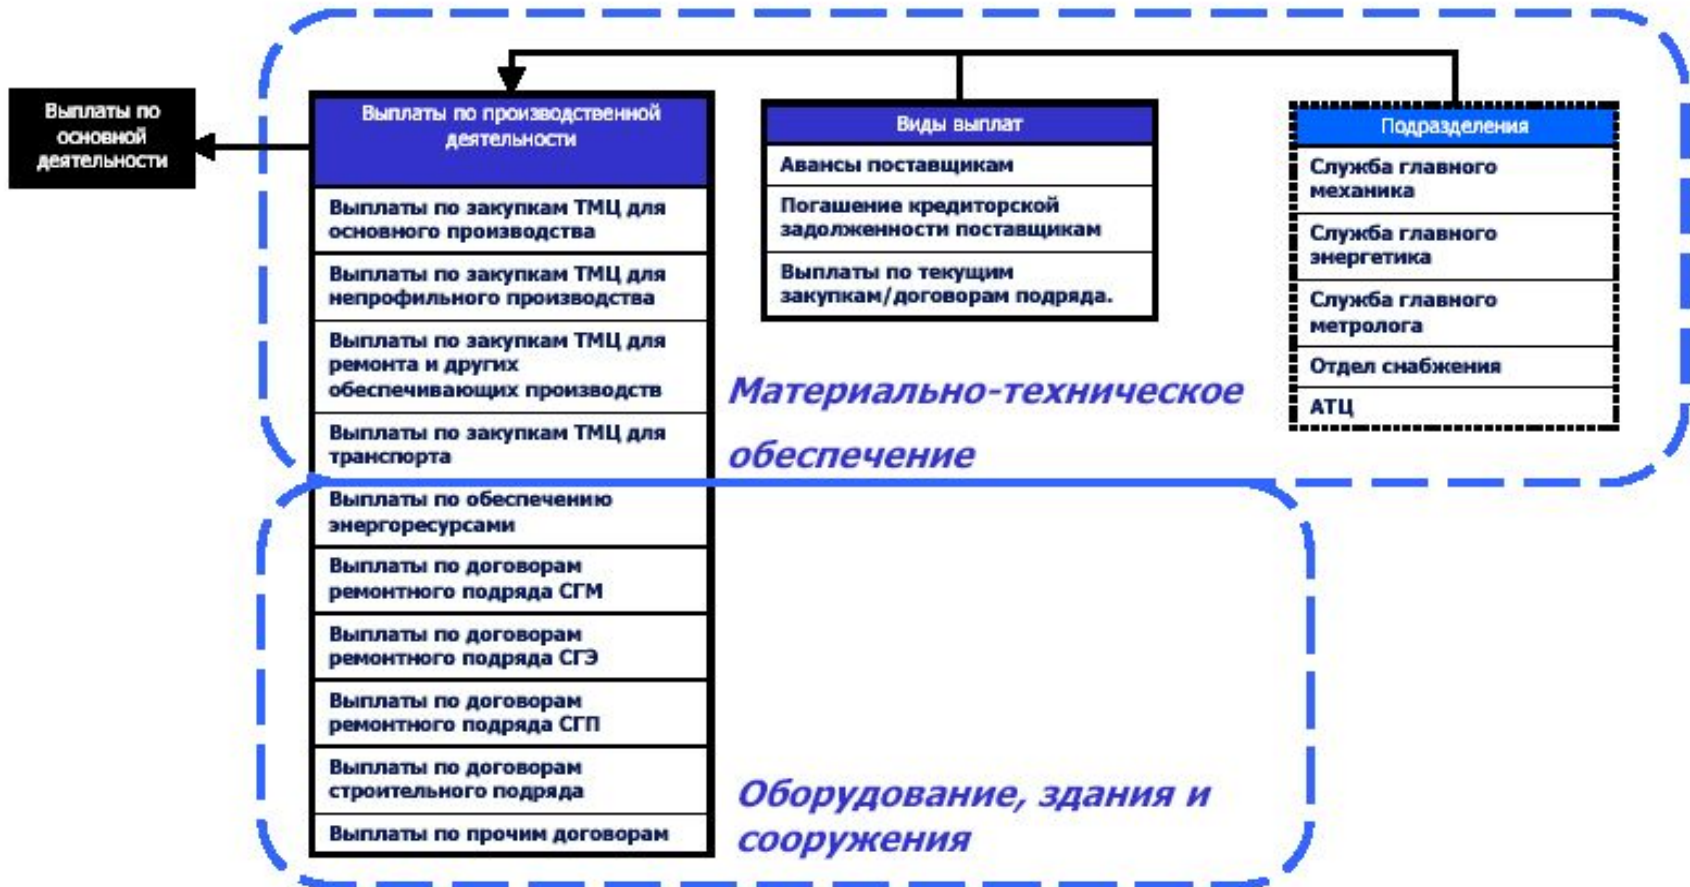 Выплаты по
основной
деятельности
Выплаты по производственной
деятельности
Выплаты по закупкам ТМЦ для
основного производства
Выплаты по закупкам ТМЦ для
непрофильного производства
Выплаты по закупкам ТМЦ для
ремонта и других
обеспечивающих производств
Выплаты по закупкам ТМЦ для
транспорта
Выплаты по обеспечению
энергоресурсами
Выплаты по договорам
ремонтного подряда СГМ
Выплаты по договорам
ремонтного подряда СГЭ
Выплаты по договорам
ремонтного подряда СГП
Выплаты по договорам
строительного подряда
Выплаты по прочим договорам
Виды выплат
Авансы поставщикам
Погашение кредиторской
задолженности поставщикам
Выплаты по текущим
закупкам/договорам подряда.
Подразделения
Служба главного
механика
Служба главного
энергетика
Служба главного
метролога
Отдел снабжения
АТЦ
Материально-техническое
обеспечение
Оборудование, здания и
сооружения